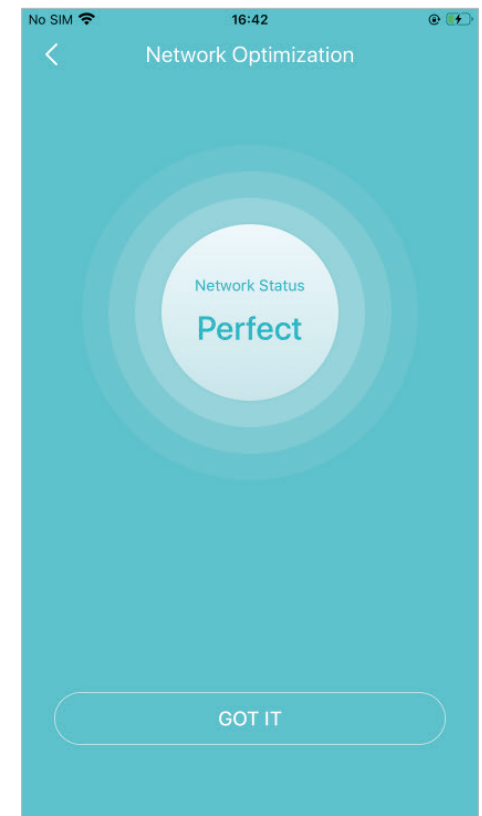 No SIM 16:42
Network Optimization
Network Status
Perfect
GOT IT